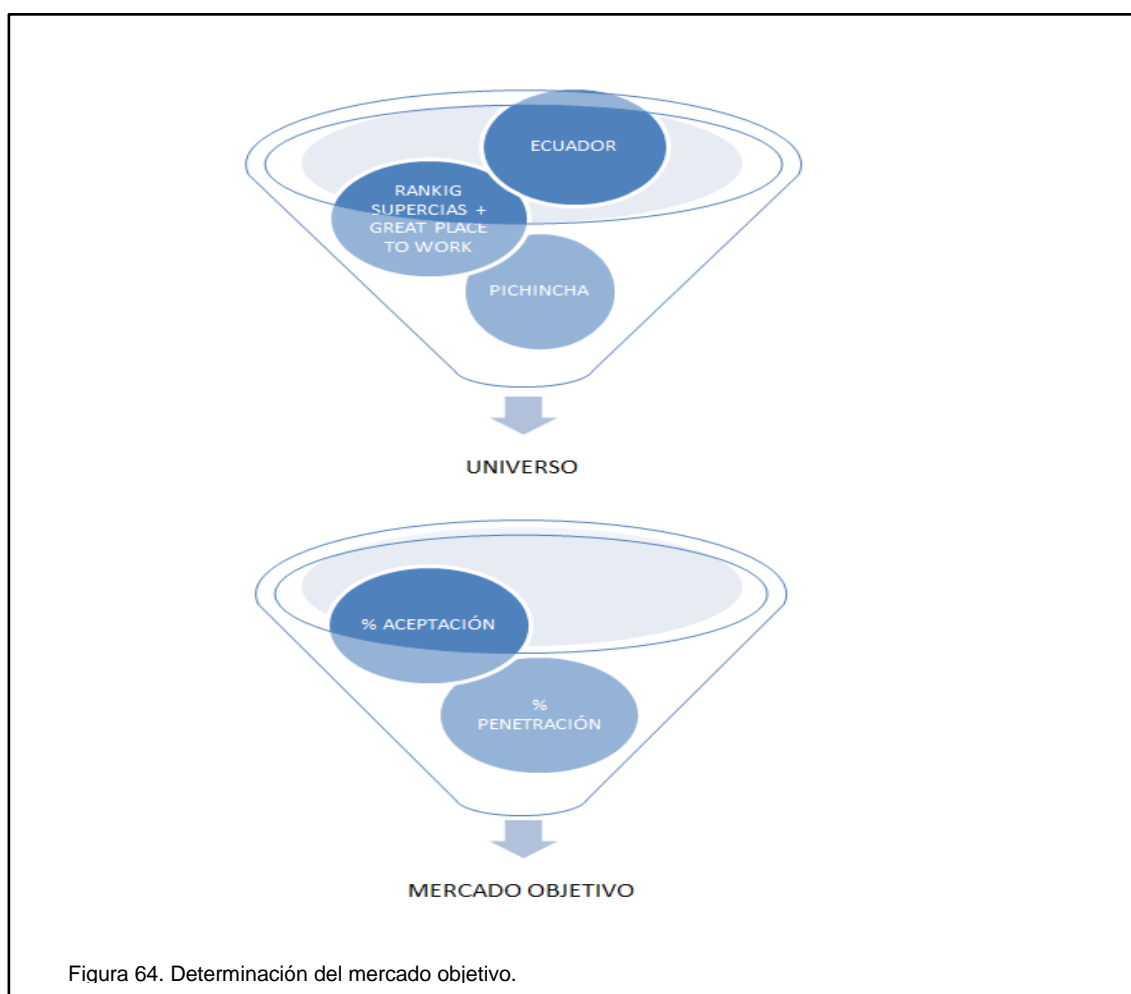 ECUADOR
RANKIG
SUPERCIAS +
GREAT PLACE
TO WORK
PICHINCHA
UNIVERSO
% ACEPTACIÓN
%
PENETRACIÓN
MERCADO OBJETIVO
Figura 64. Determinación del mercado objetivo.